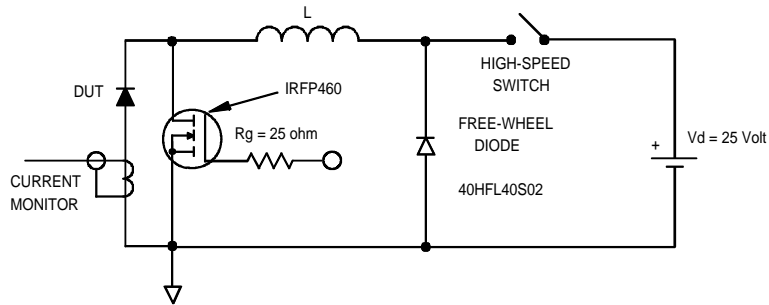 L
HIGH-SPEED
SWITCH
DUT
IRFP460
Rg = 25 ohm
FREE-WHEEL
DIODE
40HFL40S02
+
Vd = 25 Volt
CURRENT
MONITOR